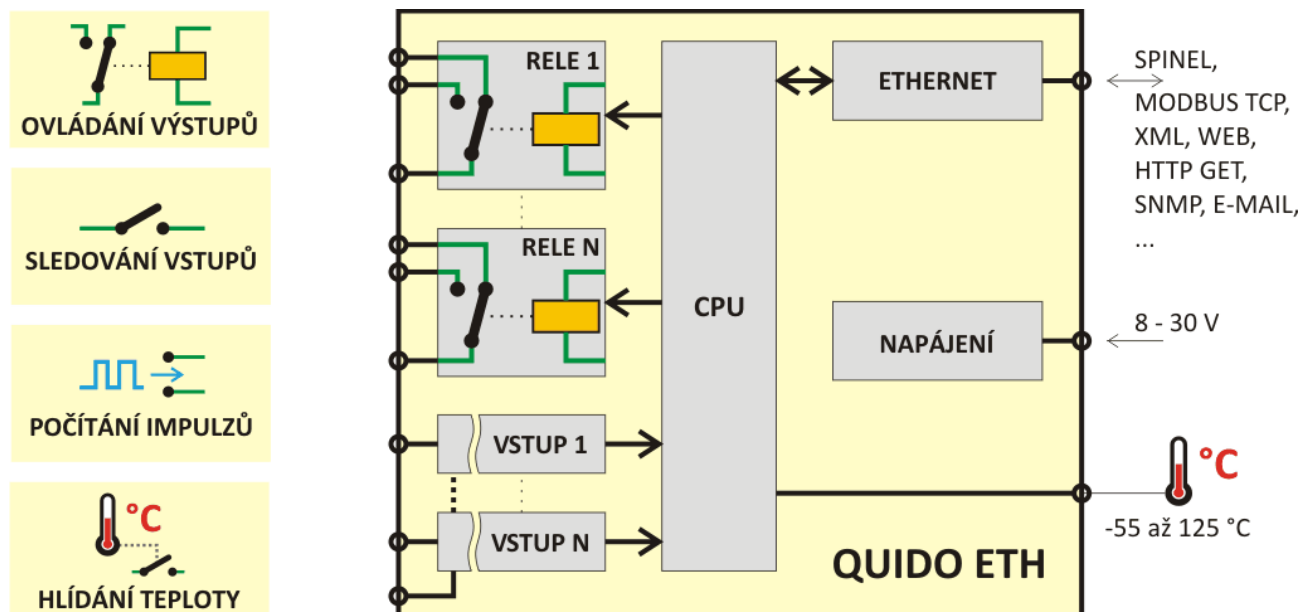 OVLÁDÁNÍ VÝSTUPŮ
SLEDOVÁNÍ VSTUPŮ
POČÍTÁNÍ IMPULZŮ
°C
HLÍDÁNÍ TEPLOTY
RELE 1
RELE N
VSTUP 1
VSTUP N
CPU
ETHERNET
NAPÁJENÍ
QUIDO ETH
SPINEL,
MODBUS TCP,
XML, WEB,
HTTP GET,
SNMP, E-MAIL,
...
8 - 30 V
°C
-55 až 125 °C